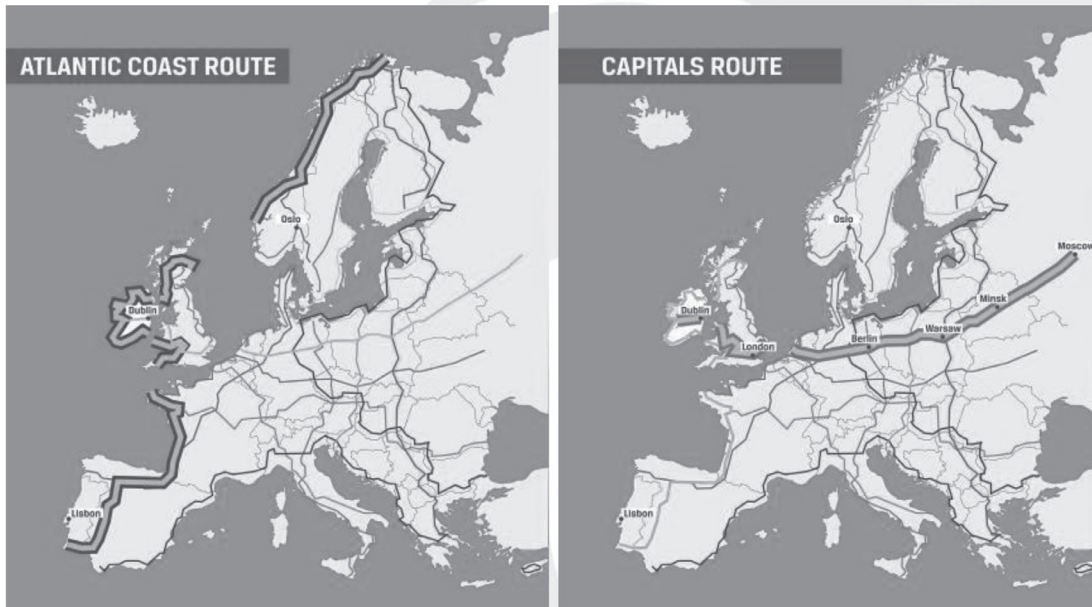 ATLANTIC COAST ROUTE
Oslo
Dublin
Lisbon
CAPITALS ROUTE
Oslo
Moscow
Minsk
Dublin
Warsaw
Berlin
London
Lisbon